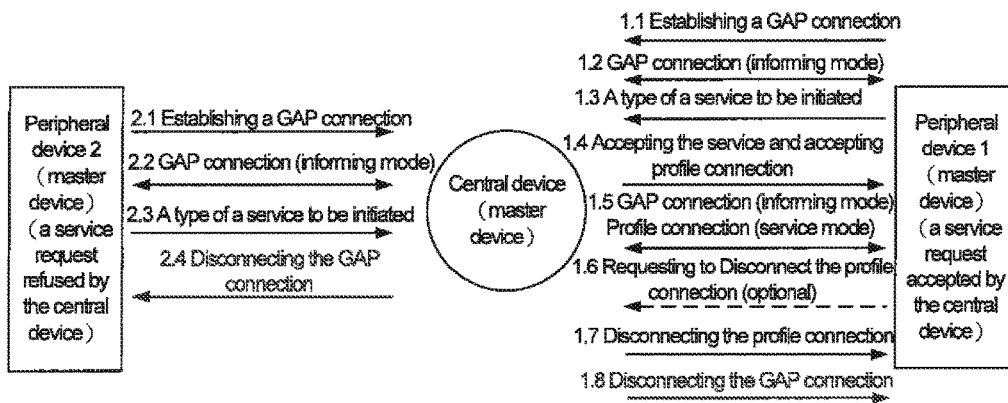 Peripheral
device 2
(master
device)
(a service
request
refused by
the central
device)
2.1 Establishing a GAP connection
2.2 GAP connection (informing mode)
2.3 A type of a service to be initiated
2.4 Disconnecting the GAP
connection
Central device
(master
device)
1.1 Establishing a GAP connection
1.2 GAP connection (informing mode)
1.3 A type of a service to be initiated
1.4 Accepting the service and accepting
profile connection
1.5 GAP connection (informing mode)
Profile connection (service mode)
1.6 Requesting to Disconnect the profile
connection (optional)
1.7 Disconnecting the profile connection
1.8 Disconnecting the GAP connection
Peripheral
device 1
(master
device)
(a service
request
accepted by
the central
device)